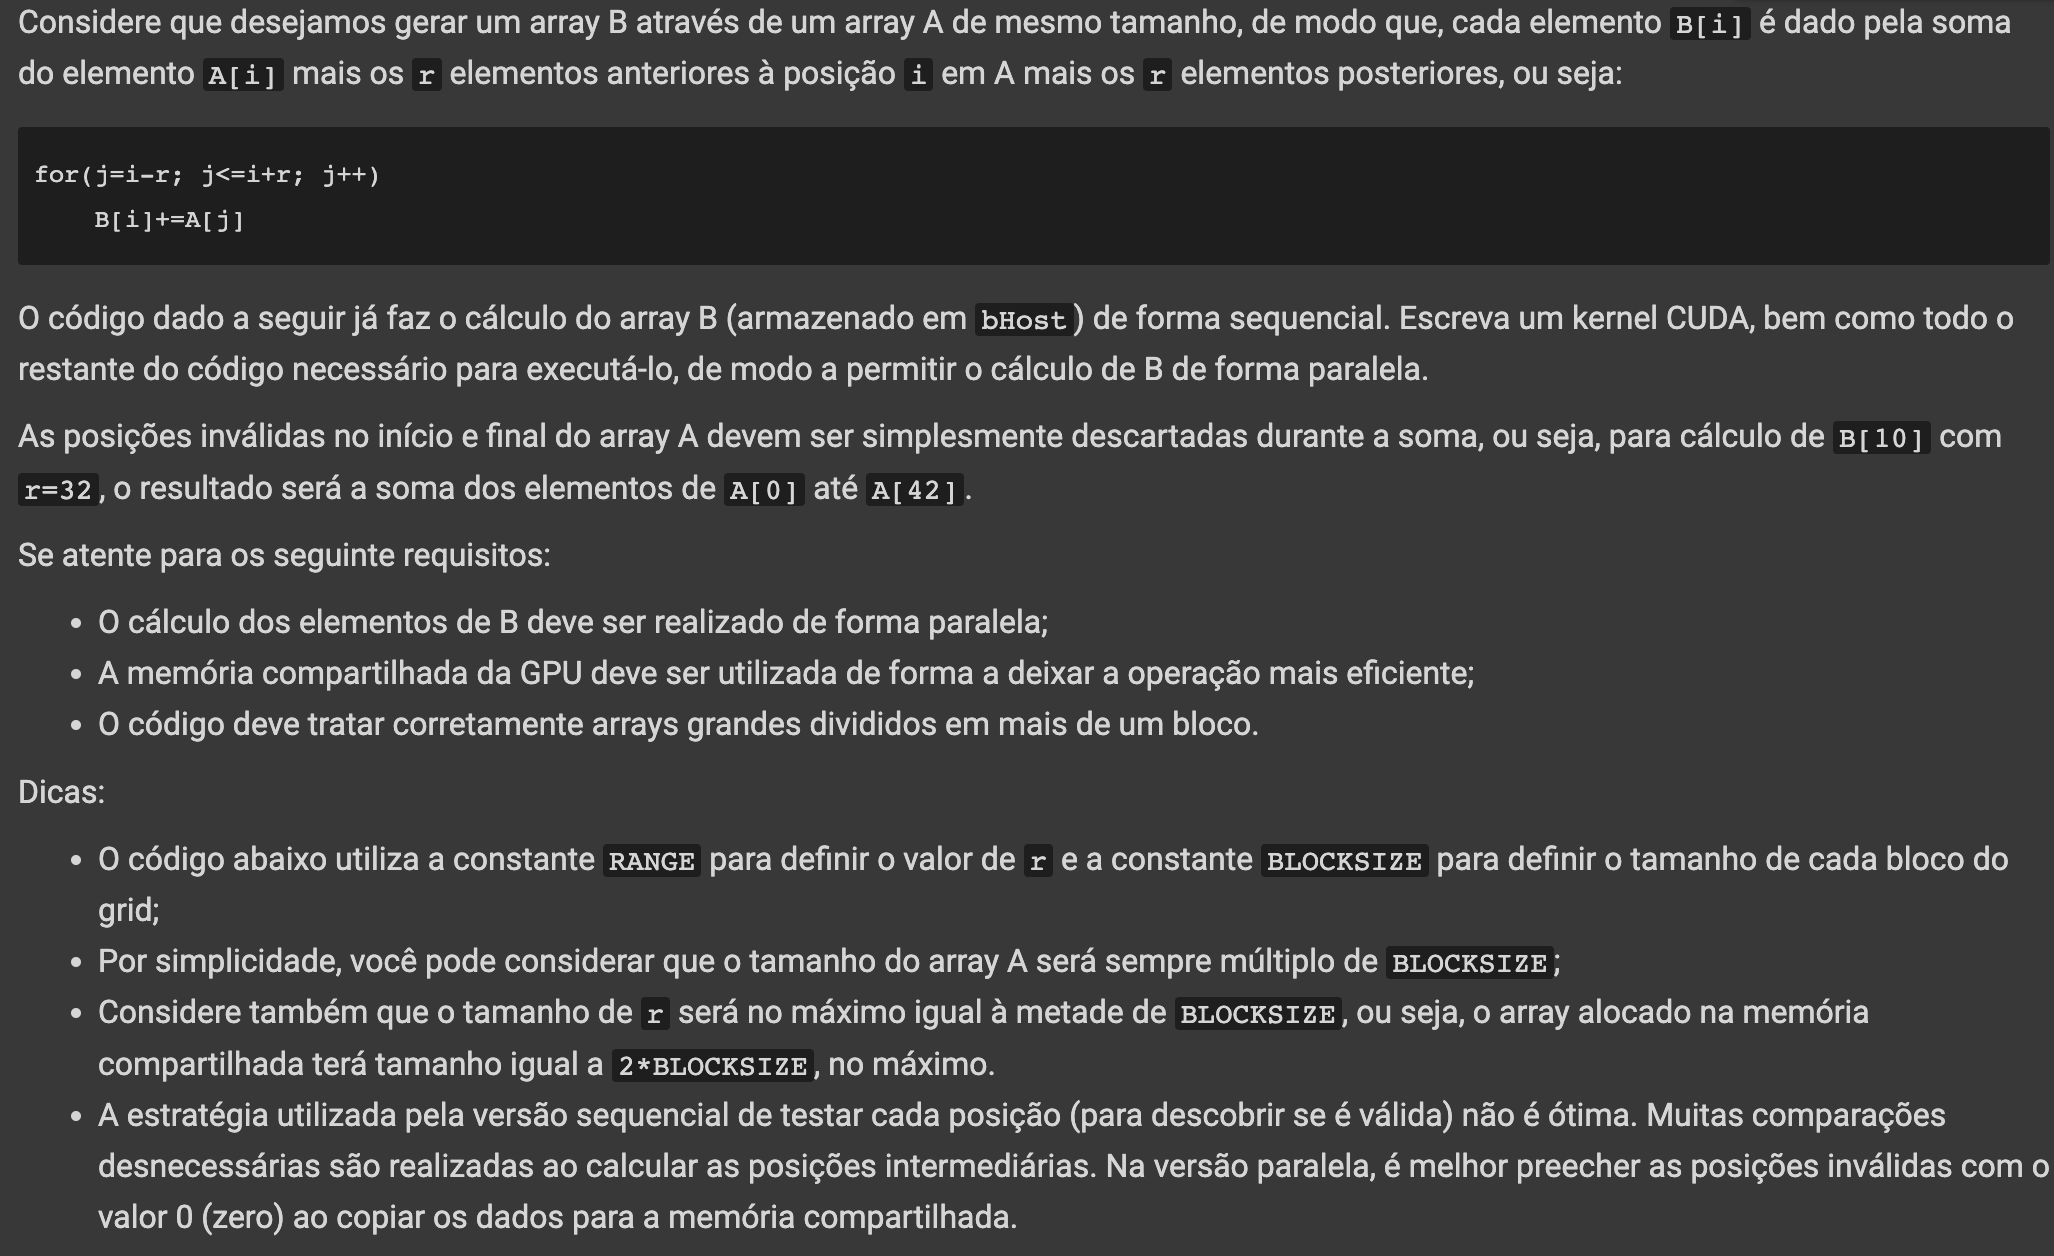 Considere que desejamos gerar um array B através de um array A de mesmo tamanho, de modo que, cada elemento B[i] é dado pela soma
do elemento A[i] mais os r elementos anteriores à posição i em A mais os r elementos posteriores, ou seja:
for(j=i-r; j<=i+r; j++)
    B[i]+=A[j]
O código dado a seguir já faz o cálculo do array B (armazenado em bHost) de forma sequencial. Escreva um kernel CUDA, bem como todo o
restante do código necessário para executá-lo, de modo a permitir o cálculo de B de forma paralela.
As posições inválidas no início e final do array A devem ser simplesmente descartadas durante a soma, ou seja, para cálculo de B[10] com
r=32, o resultado será a soma dos elementos de A[0] até A[42].
Se atente para os seguinte requisitos:
• O cálculo dos elementos de B deve ser realizado de forma paralela;
• A memória compartilhada da GPU deve ser utilizada de forma a deixar a operação mais eficiente;
• O código deve tratar corretamente arrays grandes divididos em mais de um bloco.
Dicas:
• O código abaixo utiliza a constante RANGE para definir o valor de r e a constante BLOCKSIZE para definir o tamanho de cada bloco do
grid;
• Por simplicidade, você pode considerar que o tamanho do array A será sempre múltiplo de BLOCKSIZE;
• Considere também que o tamanho de r será no máximo igual à metade de BLOCKSIZE, ou seja, o array alocado na memória
compartilhada terá tamanho igual a 2*BLOCKSIZE, no máximo.
• A estratégia utilizada pela versão sequencial de testar cada posição (para descobrir se é válida) não é ótima. Muitas comparações
desnecessárias são realizadas ao calcular as posições intermediárias. Na versão paralela, é melhor preecher as posições inválidas com o
valor 0 (zero) ao copiar os dados para a memória compartilhada.